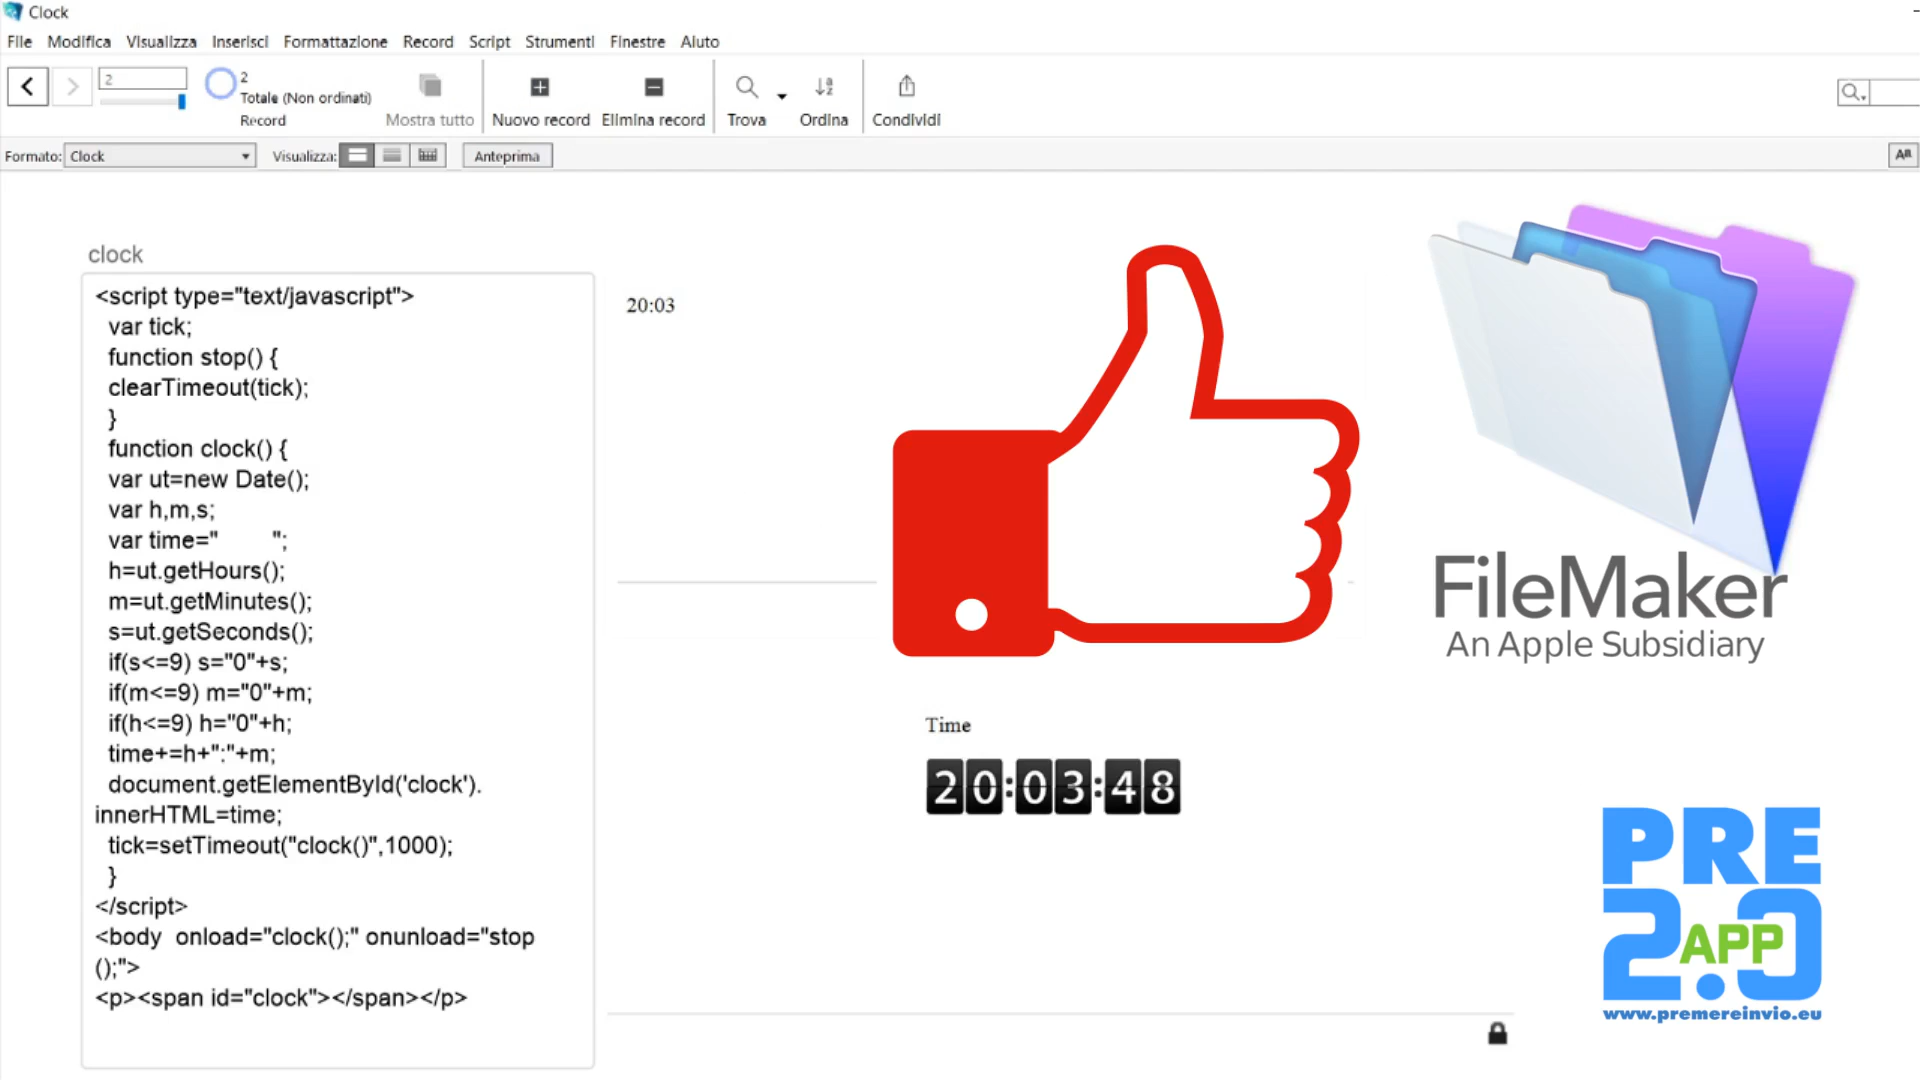 Clock
File Modifica Visualizza Inserisci Formattazione Record Script Strumenti Finestre Aiuto
2
2
Totale (Non ordinati)
Record
Mostra tutto
Nuovo record
Elimina record
Trova
Ordina
Condividi
Formato: Clock
Visualizza:
Anteprima
clock
<script type="text/javascript">
var tick;
function stop() {
clearTimeout(tick);
}
function clock() {
var ut=new Date();
var h,m,s;
var time="        ";
h=ut.getHours();
m=ut.getMinutes();
s=ut.getSeconds();
if(s<=9) s="0"+s;
if(m<=9) m="0"+m;
if(h<=9) h="0"+h;
time+=h+":"+m;
document.getElementById('clock').
innerHTML=time;
tick=setTimeout("clock()",1000);
}
</script>
<body  onload="clock();" onunload="stop
();">
<p><span id="clock"></span></p>
20:03
Time
20:03:48
FileMaker
An Apple Subsidiary
PRE
2.0
APP
www.premereinvio.eu